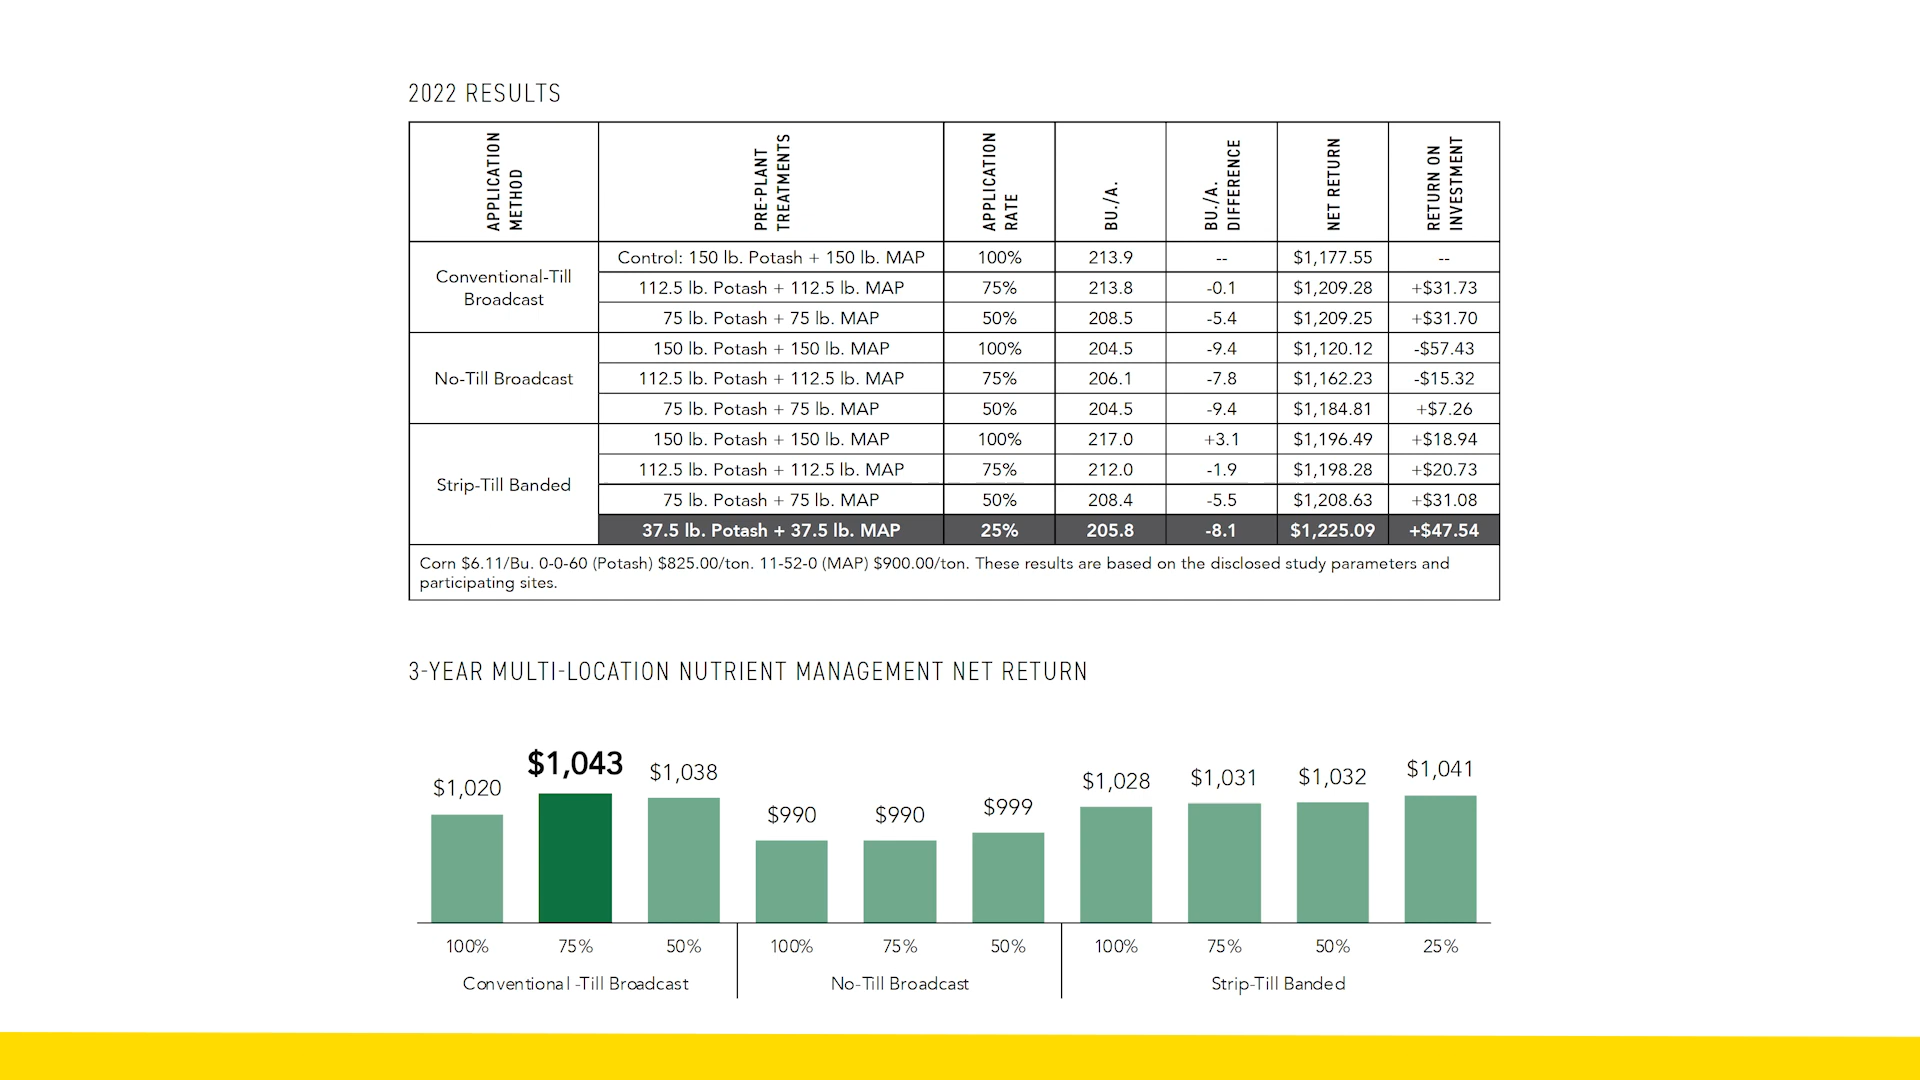 2022 RESULTS
APPLICATION METHOD
PRE-PLANT TREATMENTS
APPLICATION RATE
BU./A.
BU./A. DIFFERENCE
NET RETURN
RETURN ON INVESTMENT
Conventional-Till
Broadcast
Control: 150 lb. Potash + 150 lb. MAP 100% 213.9 -- $1,177.55 --
112.5 lb. Potash + 112.5 lb. MAP 75% 213.8 -0.1 $1,209.28 +$31.73
75 lb. Potash + 75 lb. MAP 50% 208.5 -5.4 $1,209.25 +$31.70
No-Till Broadcast
150 lb. Potash + 150 lb. MAP 100% 204.5 -9.4 $1,120.12 -$57.43
112.5 lb. Potash + 112.5 lb. MAP 75% 206.1 -7.8 $1,162.23 -$15.32
75 lb. Potash + 75 lb. MAP 50% 204.5 -9.4 $1,184.81 +$7.26
Strip-Till Banded
150 lb. Potash + 150 lb. MAP 100% 217.0 +3.1 $1,196.49 +$18.94
112.5 lb. Potash + 112.5 lb. MAP 75% 212.0 -1.9 $1,198.28 +$20.73
75 lb. Potash + 75 lb. MAP 50% 208.4 -5.5 $1,208.63 +$31.08
37.5 lb. Potash + 37.5 lb. MAP 25% 205.8 -8.1 $1,225.09 +$47.54
Corn $6.11/Bu. 0-0-60 (Potash) $825.00/ton. 11-52-0 (MAP) $900.00/ton. These results are based on the disclosed study parameters and
participating sites.
3-YEAR MULTI-LOCATION NUTRIENT MANAGEMENT NET RETURN
$1,020 $1,043 $1,038 $990 $990 $999 $1,028 $1,031 $1,032 $1,041
100% 75% 50% 100% 75% 50% 100% 75% 50% 25%
Conventional -Till Broadcast No-Till Broadcast Strip-Till Banded